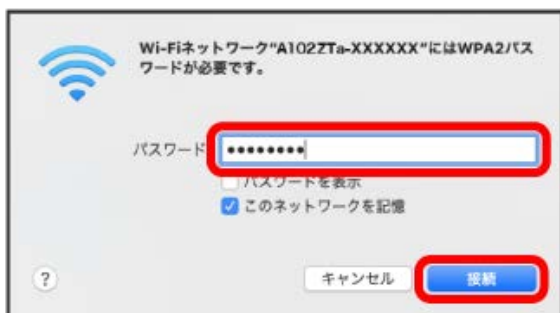 Wi-Fiネットワーク“A102ZTa-XXXXXX”にはWPA2パス
ワードが必要です。
パスワード ••••••••
パスワードを表示
このネットワークを記憶
? キャンセル 接続